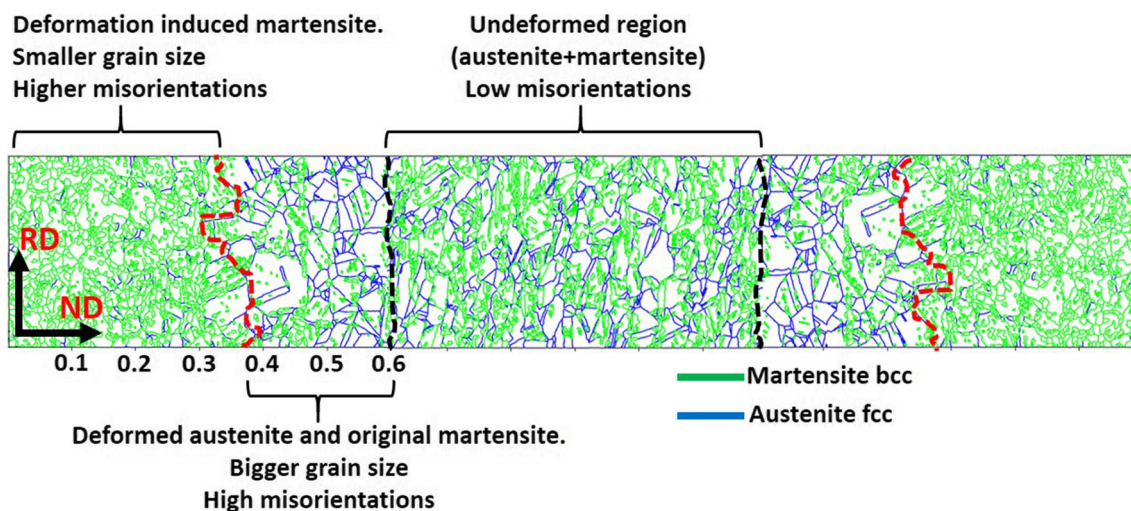 Deformation induced martensite.
Smaller grain size
Higher misorientations
Undeformed region
(austenite+martensite)
Low misorientations
RD
ND
0.1 0.2 0.3 0.4 0.5 0.6
Martensite bcc
Austenite fcc
Deformed austenite and original martensite.
Bigger grain size
High misorientations